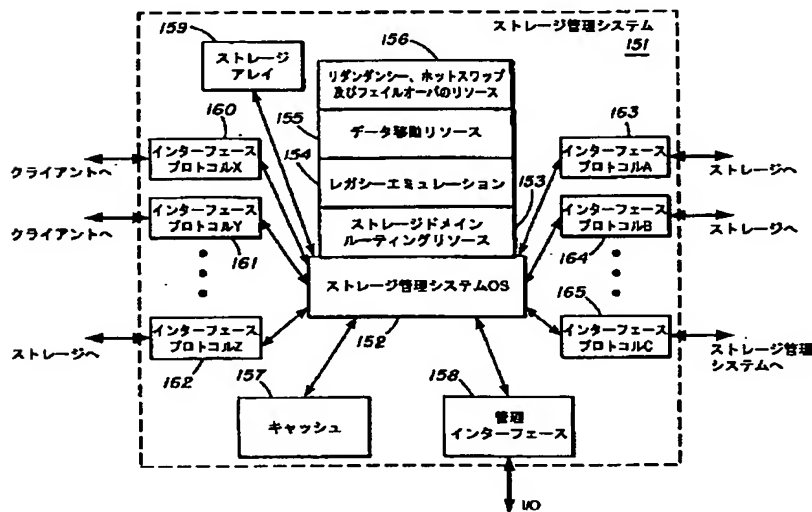 ストレージ管理システム
151
159
ストレージ
アレイ
156
リダンダンシー、ホットスワップ
及びフェイルオーバのリソース
155
データ移動リソース
154
レガシーエミュレーション
153
ストレージドメイン
ルーティングリソース
ストレージ管理システムOS
152
160
インターフェース
プロトコルX
クライアントへ
インターフェース
プロトコルY
クライアントへ
161
インターフェース
プロトコルZ
ストレージへ
162
163
インターフェース
プロトコルA
ストレージへ
インターフェース
プロトコルB
ストレージへ
164
165
インターフェース
プロトコルC
ストレージ管理
システムへ
157
キャッシュ
158
管理
インターフェース
I/O